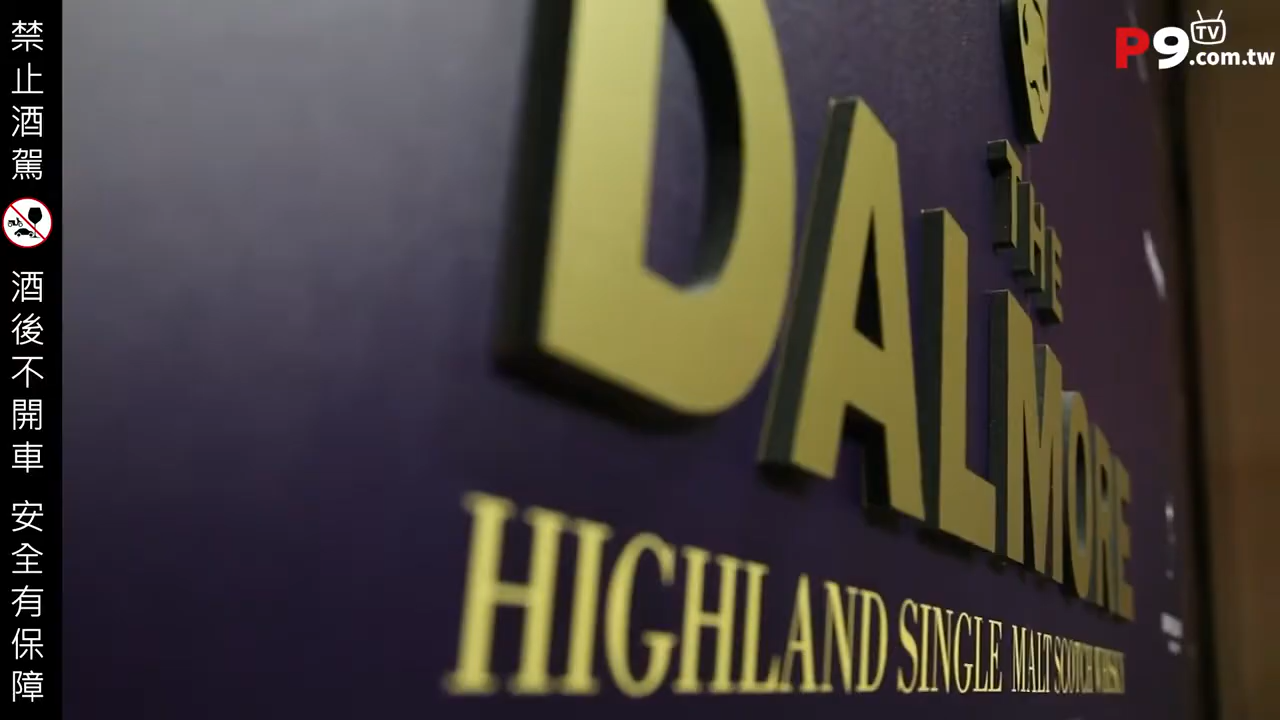 禁止酒駕
酒後不開車 安全有保障
P9 TV
.com.tw
THE
DALMORE
HIGHLAND SINGLE MALT SCOTCH WHISKY